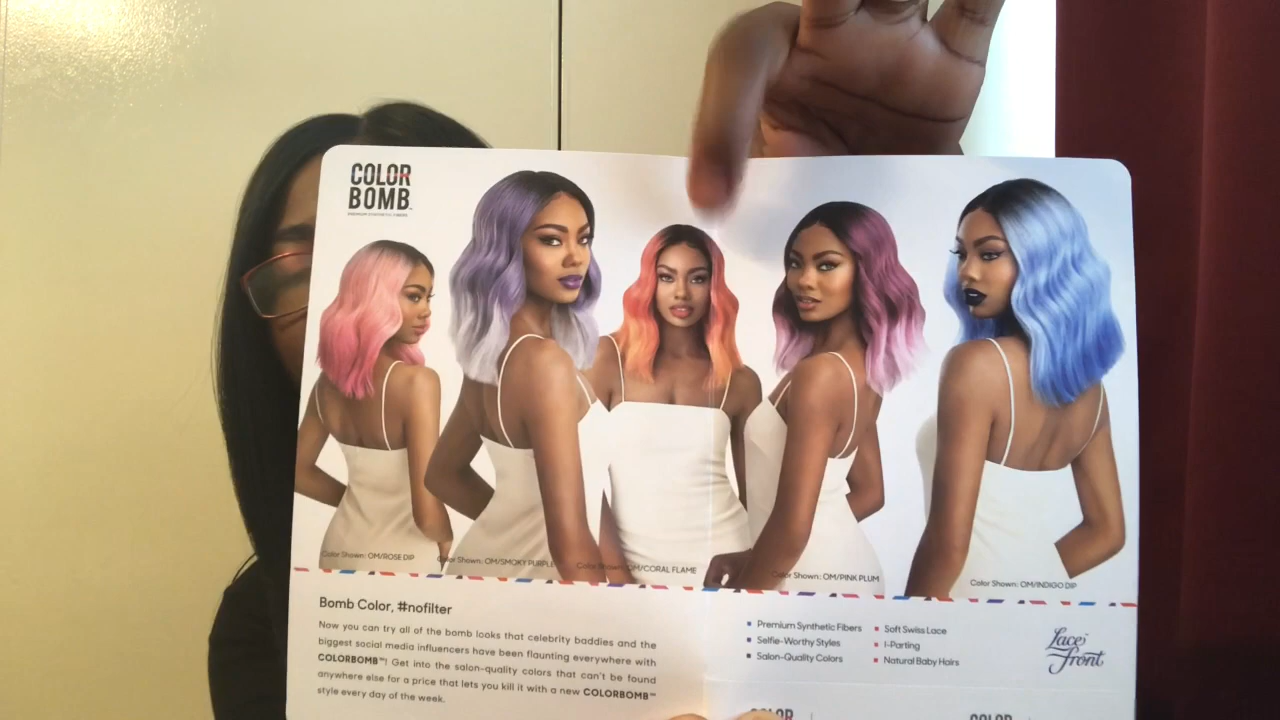 COLOR
BOMB
PREMIUM SYNTHETIC FIBERS
Color Shown: OM/ROSE DIP
Color Shown: OM/SMOKY PURPLE
Color Shown: OM/CORAL FLAME
Color Shown: OM/PINK PLUM
Color Shown: OM/INDIGO DIP
Bomb Color, #nofilter
Now you can try all of the bomb looks that celebrity baddies and the
biggest social media influencers have been flaunting everywhere with
COLORBOMB™! Get into the salon-quality colors that can't be found
anywhere else for a price that lets you kill it with a new COLORBOMB™
style every day of the week.
Premium Synthetic Fibers
Selfie-Worthy Styles
Salon-Quality Colors
Soft Swiss Lace
I-Parting
Natural Baby Hairs
Lace
Front
COLOR
COLOR